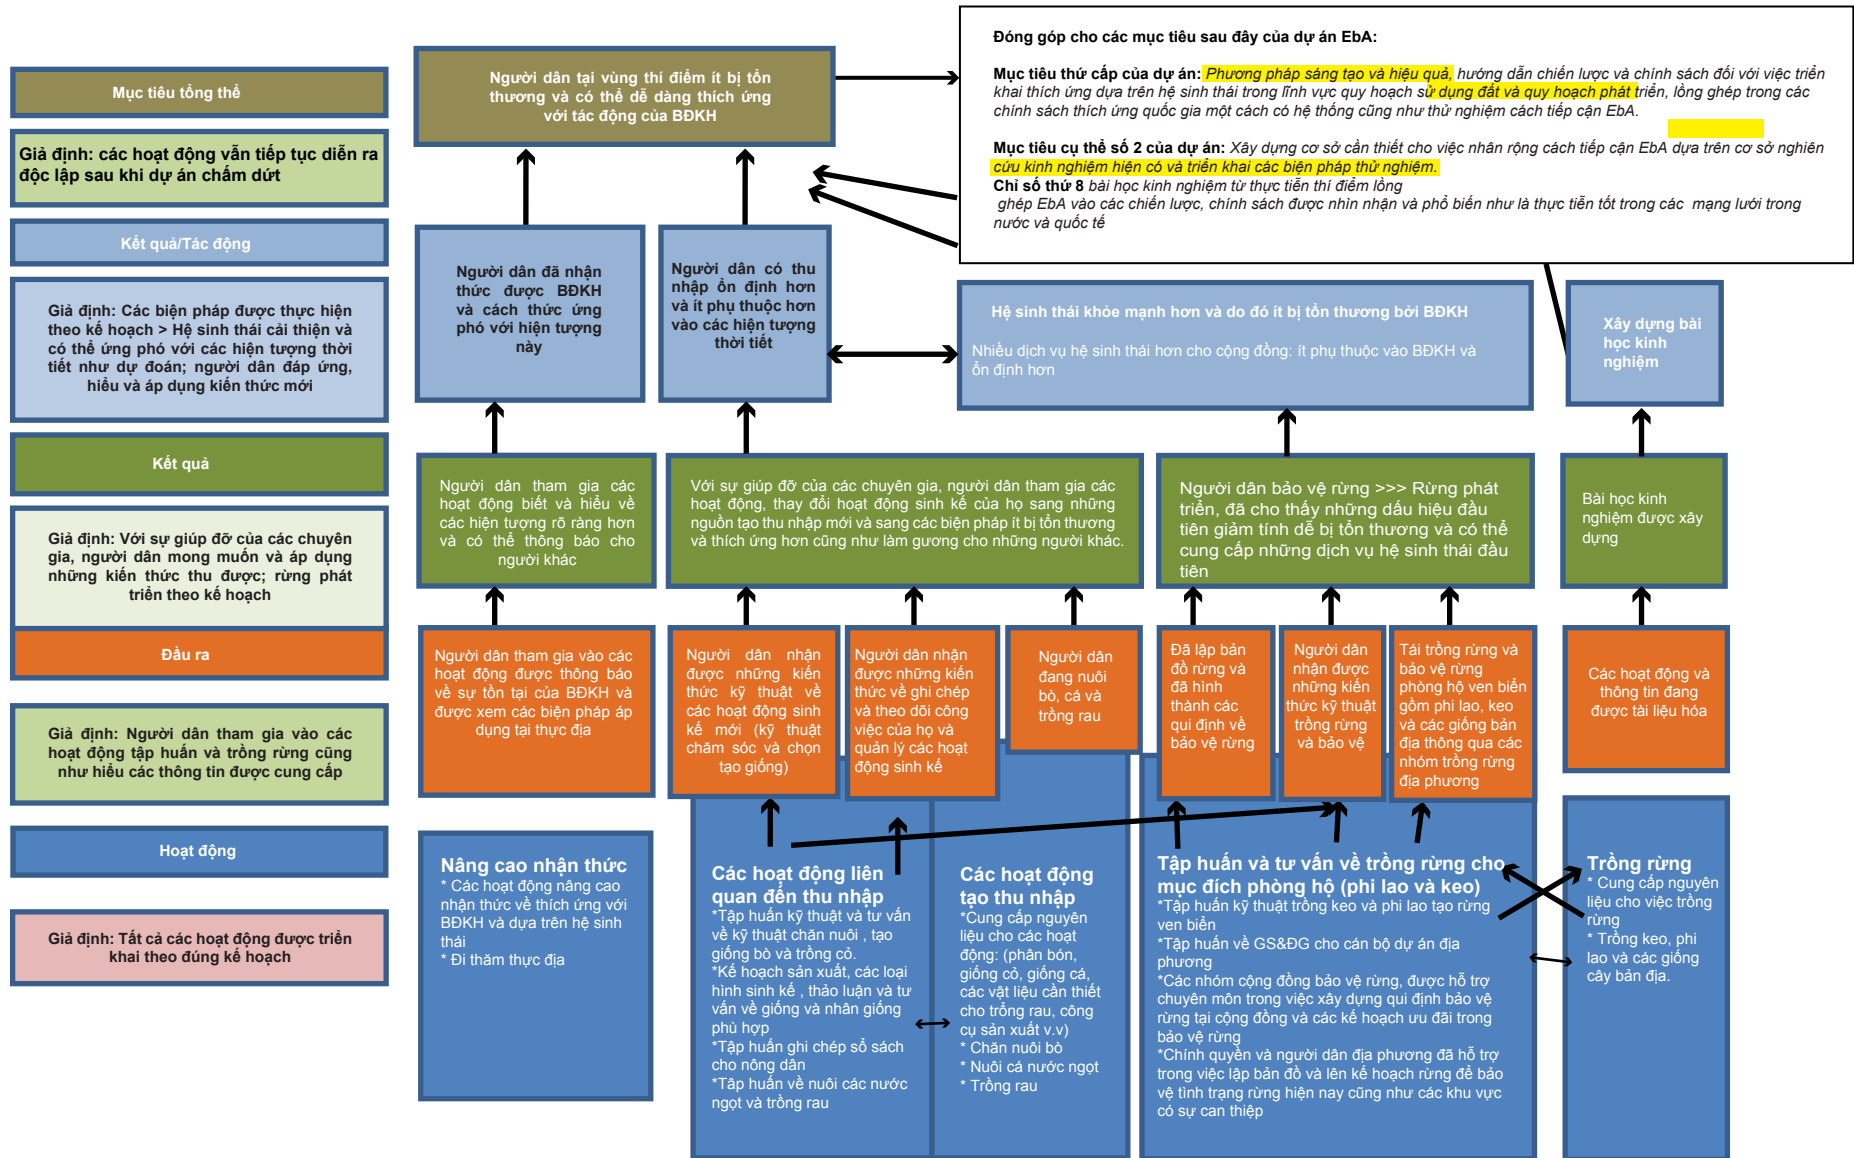 Mục tiêu tổng thể
Giả định: các hoạt động vẫn tiếp tục diễn ra
độc lập sau khi dự án chấm dứt
Kết quả/Tác động
Giả định: Các biện pháp được thực hiện
theo kế hoạch > Hệ sinh thái cải thiện và
có thể ứng phó với các hiện tượng thời
tiết như dự đoán; người dân đáp ứng,
hiểu và áp dụng kiến thức mới
Kết quả
Giả định: Với sự giúp đỡ của các chuyên
gia, người dân mong muốn và áp dụng
những kiến thức thu được; rừng phát
triển theo kế hoạch
Đầu ra
Giả định: Người dân tham gia vào các
hoạt động tập huấn và trồng rừng cũng
như hiểu các thông tin được cung cấp
Hoạt động
Giả định: Tất cả các hoạt động được triển
khai theo đúng kế hoạch
Người dân tại vùng thí điểm ít bị tổn
thương và có thể dễ dàng thích ứng
với tác động của BĐKH
Đóng góp cho các mục tiêu sau đây của dự án EbA:
Mục tiêu thứ cấp của dự án: Phương pháp sáng tạo và hiệu quả, hướng dẫn chiến lược và chính sách đối với việc triển
khai thích ứng dựa trên hệ sinh thái trong lĩnh vực quy hoạch sử dụng đất và quy hoạch phát triển, lồng ghép trong các
chính sách thích ứng quốc gia một cách có hệ thống cũng như thử nghiệm cách tiếp cận EbA.
Mục tiêu cụ thể số 2 của dự án: Xây dựng cơ sở cần thiết cho việc nhân rộng cách tiếp cận EbA dựa trên cơ sở nghiên
cứu kinh nghiệm hiện có và triển khai các biện pháp thử nghiệm.
Chỉ số thứ 8 bài học kinh nghiệm từ thực tiễn thí điểm lồng
ghép EbA vào các chiến lược, chính sách được nhìn nhận và phổ biến như là thực tiễn tốt trong các mạng lưới trong
nước và quốc tế
Người dân đã nhận
thức được BĐKH
và cách thức ứng
phó với hiện tượng
này
Người dân có thu
nhập ổn định hơn
và ít phụ thuộc hơn
vào các hiện tượng
thời tiết
Hệ sinh thái khỏe mạnh hơn và do đó ít bị tổn thương bởi BĐKH
Nhiều dịch vụ hệ sinh thái hơn cho cộng đồng: ít phụ thuộc vào BĐKH và
ổn định hơn
Xây dựng bài
học kinh
nghiệm
Người dân tham gia các
hoạt động biết và hiểu về
các hiện tượng rõ ràng hơn
và có thể thông báo cho
người khác
Với sự giúp đỡ của các chuyên gia, người dân tham gia các
hoạt động, thay đổi hoạt động sinh kế của họ sang những
nguồn tạo thu nhập mới và sang các biện pháp ít bị tổn thương
và thích ứng hơn cũng như làm gương cho những người khác.
Người dân bảo vệ rừng >>> Rừng phát
triển, đã cho thấy những dấu hiệu đầu
tiên giảm tính dễ bị tổn thương và có thể
cung cấp những dịch vụ hệ sinh thái đầu
tiên
Bài học kinh
nghiệm được xây
dựng
Người dân tham gia vào các
hoạt động được thông báo
về sự tồn tại của BĐKH và
được xem các biện pháp áp
dụng tại thực địa
Người dân nhận
được những kiến
thức kỹ thuật về
các hoạt động sinh
kế mới (kỹ thuật
chăm sóc và chọn
tạo giống)
Người dân nhận
được những kiến
thức về ghi chép
và theo dõi công
việc của họ và
quản lý các hoạt
động sinh kế
Người dân
đang nuôi
bò, cá và
trồng rau
Đã lập bản
đồ rừng và
đã hình
thành các
qui định về
bảo vệ rừng
Người dân
nhận được
những kiến
thức kỹ thuật
trồng rừng
và bảo vệ
Tái trồng rừng và
bảo vệ rừng
phòng hộ ven biển
gồm phi lao, keo
và các giống bản
địa thông qua các
nhóm trồng rừng
địa phương
Các hoạt động và
thông tin đang
được tài liệu hóa
Nâng cao nhận thức
* Các hoạt động nâng cao
nhận thức về thích ứng với
BĐKH và dựa trên hệ sinh
thái
* Đi thăm thực địa
Các hoạt động liên
quan đến thu nhập
*Tập huấn kỹ thuật và tư vấn
về kỹ thuật chăn nuôi , tạo
giống bò và trồng cỏ.
*Kế hoạch sản xuất, các loại
hình sinh kế , thảo luận và tư
vấn về giống và nhân giống
phù hợp
*Tập huấn ghi chép sổ sách
cho nông dân
*Tập huấn về nuôi các nước
ngọt và trồng rau
Các hoạt động
tạo thu nhập
*Cung cấp nguyên
liệu cho các hoạt
động: (phân bón,
giống cỏ, giống cá,
các vật liệu cần thiết
cho trồng rau, công
cụ sản xuất v.v)
* Chăn nuôi bò
* Nuôi cá nước ngọt
* Trồng rau
Tập huấn và tư vấn về trồng rừng cho
mục đích phòng hộ (phi lao và keo)
*Tập huấn kỹ thuật trồng keo và phi lao tạo rừng
ven biển
*Tập huấn về GS&ĐG cho cán bộ dự án địa
phương
*Các nhóm cộng đồng bảo vệ rừng, được hỗ trợ
chuyên môn trong việc xây dựng qui định bảo vệ
rừng tại cộng đồng và các kế hoạch ưu đãi trong
bảo vệ rừng
*Chính quyền và người dân địa phương đã hỗ trợ
trong việc lập bản đồ và lên kế hoạch rừng để bảo
vệ tình trạng rừng hiện nay cũng như các khu vực
có sự can thiệp
Trồng rừng
* Cung cấp nguyên
liệu cho việc trồng
rừng
* Trồng keo, phi
lao và các giống
cây bản địa.